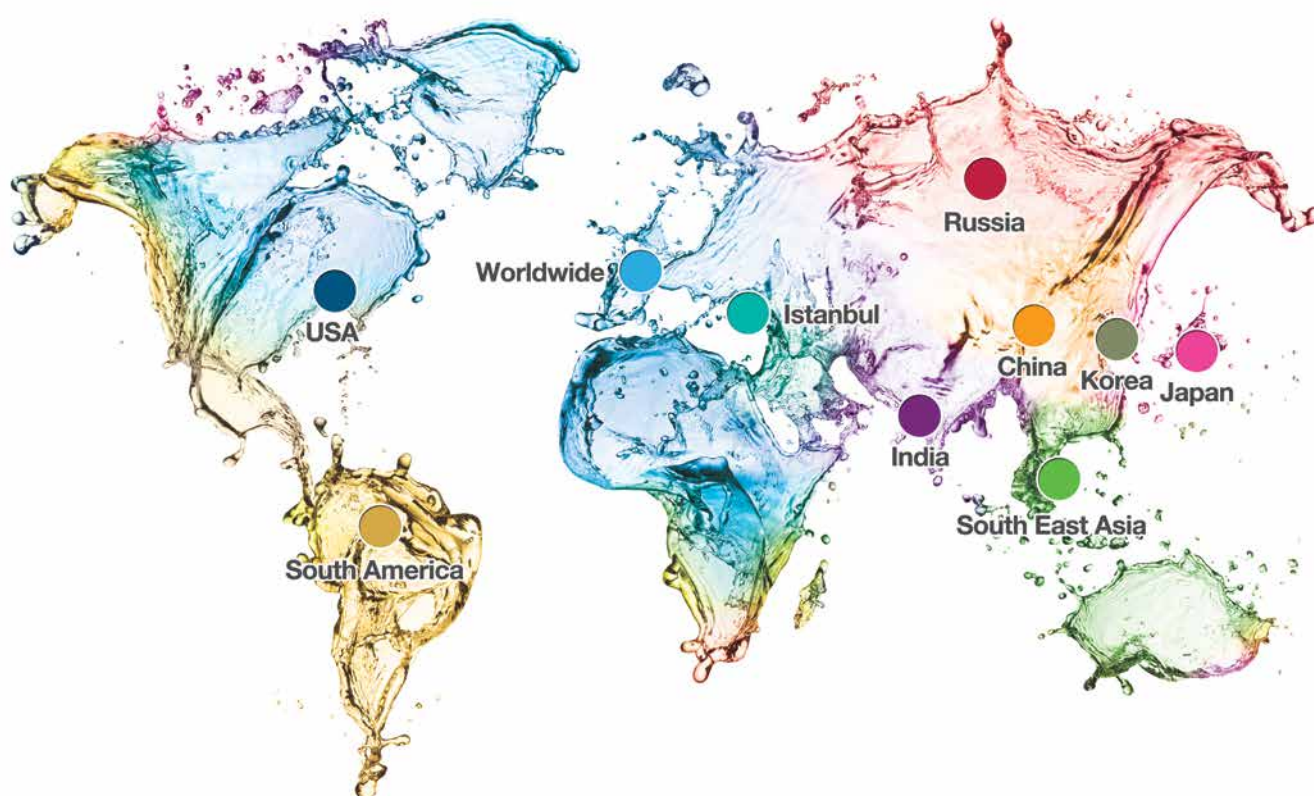 Russia
Worldwide
Istanbul
USA
China
Korea
Japan
India
South East Asia
South America